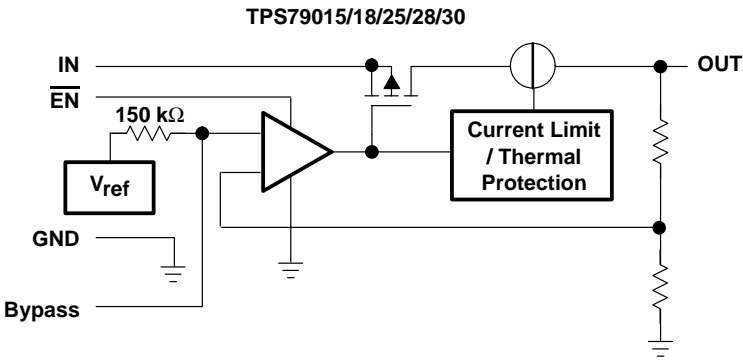 TPS79015/18/25/28/30
IN
OUT
EN
150 kΩ
Current Limit
/ Thermal
Protection
Vref
GND
Bypass